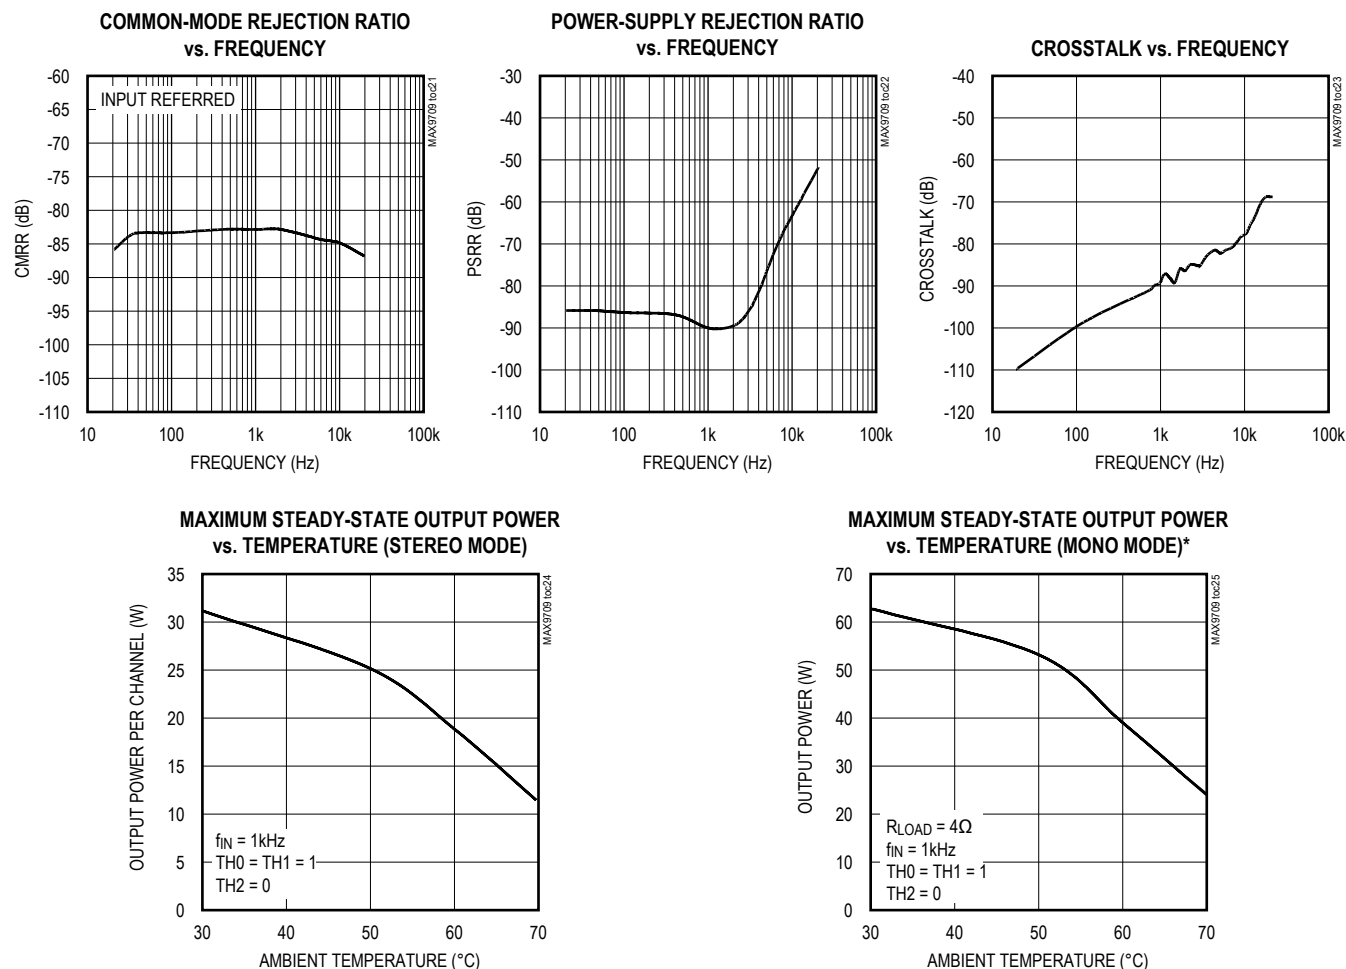 COMMON-MODE REJECTION RATIO
vs. FREQUENCY
-60
-65
-70
-75
-80
-85
-90
-95
-100
-105
-110
CMRR (dB)
INPUT REFERRED
MAX9709 toc21
10
100
1k
10k
100k
FREQUENCY (Hz)
POWER-SUPPLY REJECTION RATIO
vs. FREQUENCY
-30
-40
-50
-60
-70
-80
-90
-100
-110
PSRR (dB)
MAX9709 toc22
10
100
1k
10k
100k
FREQUENCY (Hz)
CROSSTALK vs. FREQUENCY
-40
-50
-60
-70
-80
-90
-100
-110
-120
CROSSTALK (dB)
MAX9709 toc23
10
100
1k
10k
100k
FREQUENCY (Hz)
MAXIMUM STEADY-STATE OUTPUT POWER
vs. TEMPERATURE (STEREO MODE)
35
30
25
20
15
10
5
0
OUTPUT POWER PER CHANNEL (W)
MAX9709 toc24
fIN = 1kHz
TH0 = TH1 = 1
TH2 = 0
30
40
50
60
70
AMBIENT TEMPERATURE (°C)
MAXIMUM STEADY-STATE OUTPUT POWER
vs. TEMPERATURE (MONO MODE)*
70
60
50
40
30
20
10
0
OUTPUT POWER (W)
MAX9709 toc25
RLOAD = 4Ω
fIN = 1kHz
TH0 = TH1 = 1
TH2 = 0
30
40
50
60
70
AMBIENT TEMPERATURE (°C)